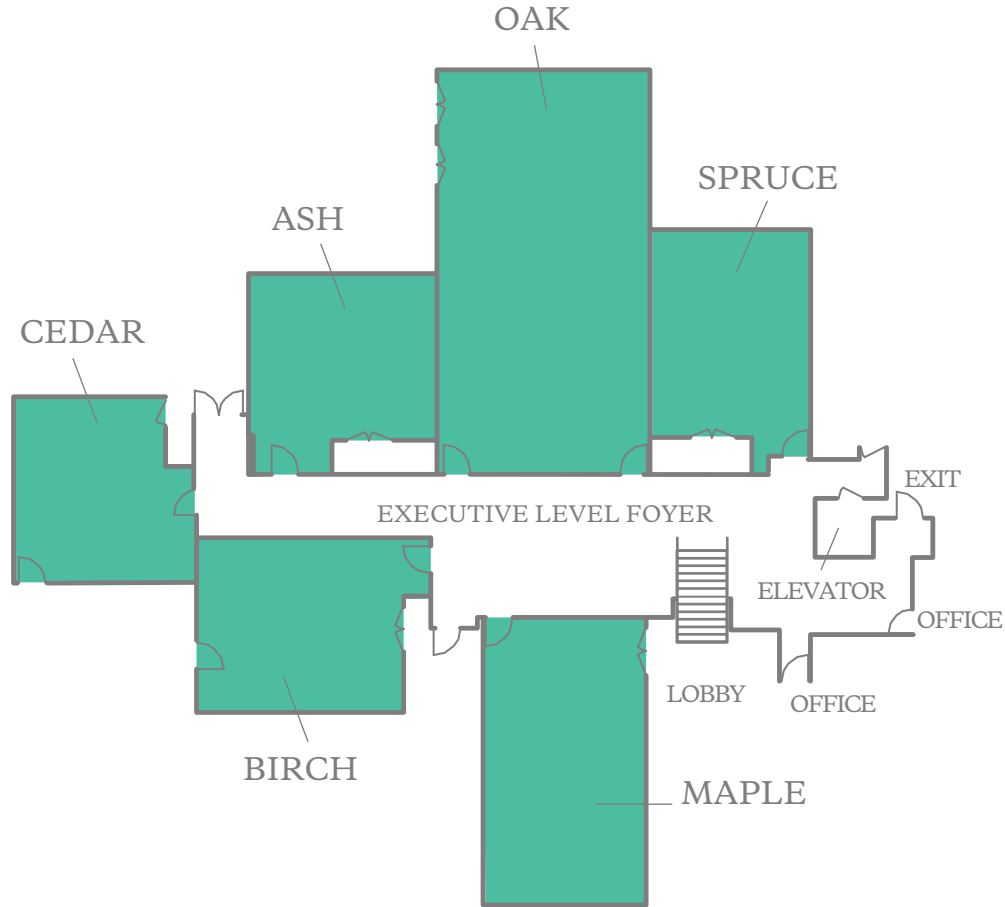 OAK
SPRUCE
ASH
CEDAR
EXIT
EXECUTIVE LEVEL FOYER
ELEVATOR
OFFICE
LOBBY
OFFICE
BIRCH
MAPLE